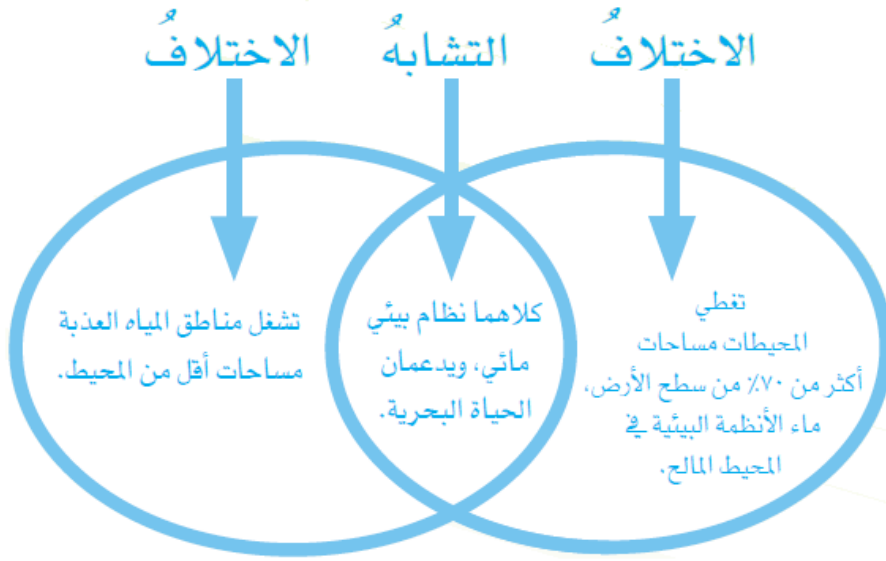 الاختلافُ
التشابهُ
الاختلافُ
تغطي
المحيطات مساحات
أكثر من ٧٠٪ من سطح الأرض،
ماء الأنظمة البيئية في
المحيط المالح.
كلاهما نظام بيئي
مائي، ويدعمان
الحياة البحرية.
تشغل مناطق المياه العذبة
مساحات أقل من المحيط.